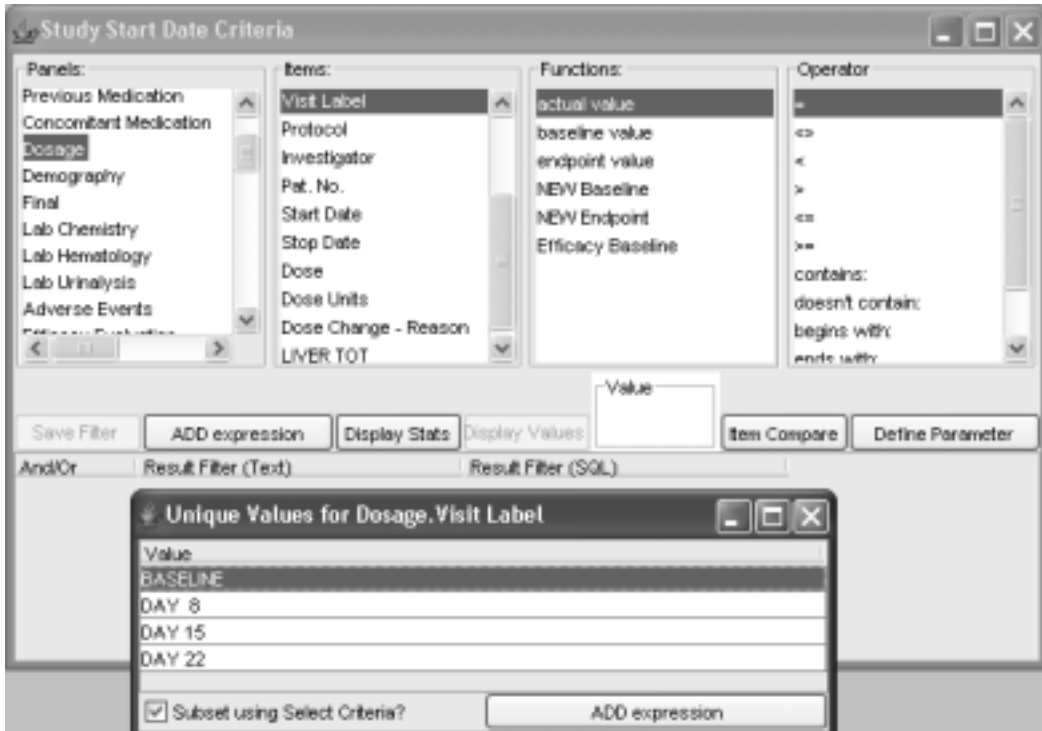 Study Start Date Criteria
Panels:
Previous Medication
Concomitant Medication
Dosage
Demography
Final
Lab Chemistry
Lab Hematology
Lab Urinalysis
Adverse Events
Items:
Visit Label
Protocol
Investigator
Pat. No.
Start Date
Stop Date
Dose
Dose Units
Dose Change - Reason
LIVER TOT
Functions:
actual value
baseline value
endpoint value
NEW Baseline
NEW Endpoint
Efficacy Baseline
Operator
=
<>
<
>
<=
>=
contains:
doesn't contain:
begins with:
ends with:
Value
Save Filter ADD expression Display Stats Display Values Item Compare Define Parameter
And/Or Result Filter (Text) Result Filter (SQL)
Unique Values for Dosage.Visit Label
Value
BASELINE
DAY 8
DAY 15
DAY 22
Subset using Select Criteria? ADD expression